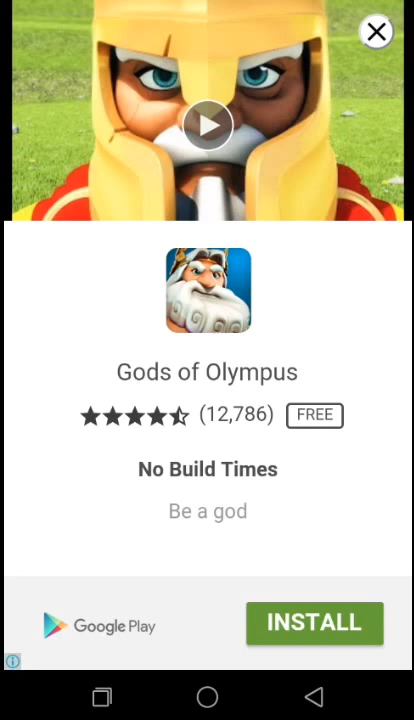 Gods of Olympus
(12,786) FREE
No Build Times
Be a god
Google Play
INSTALL